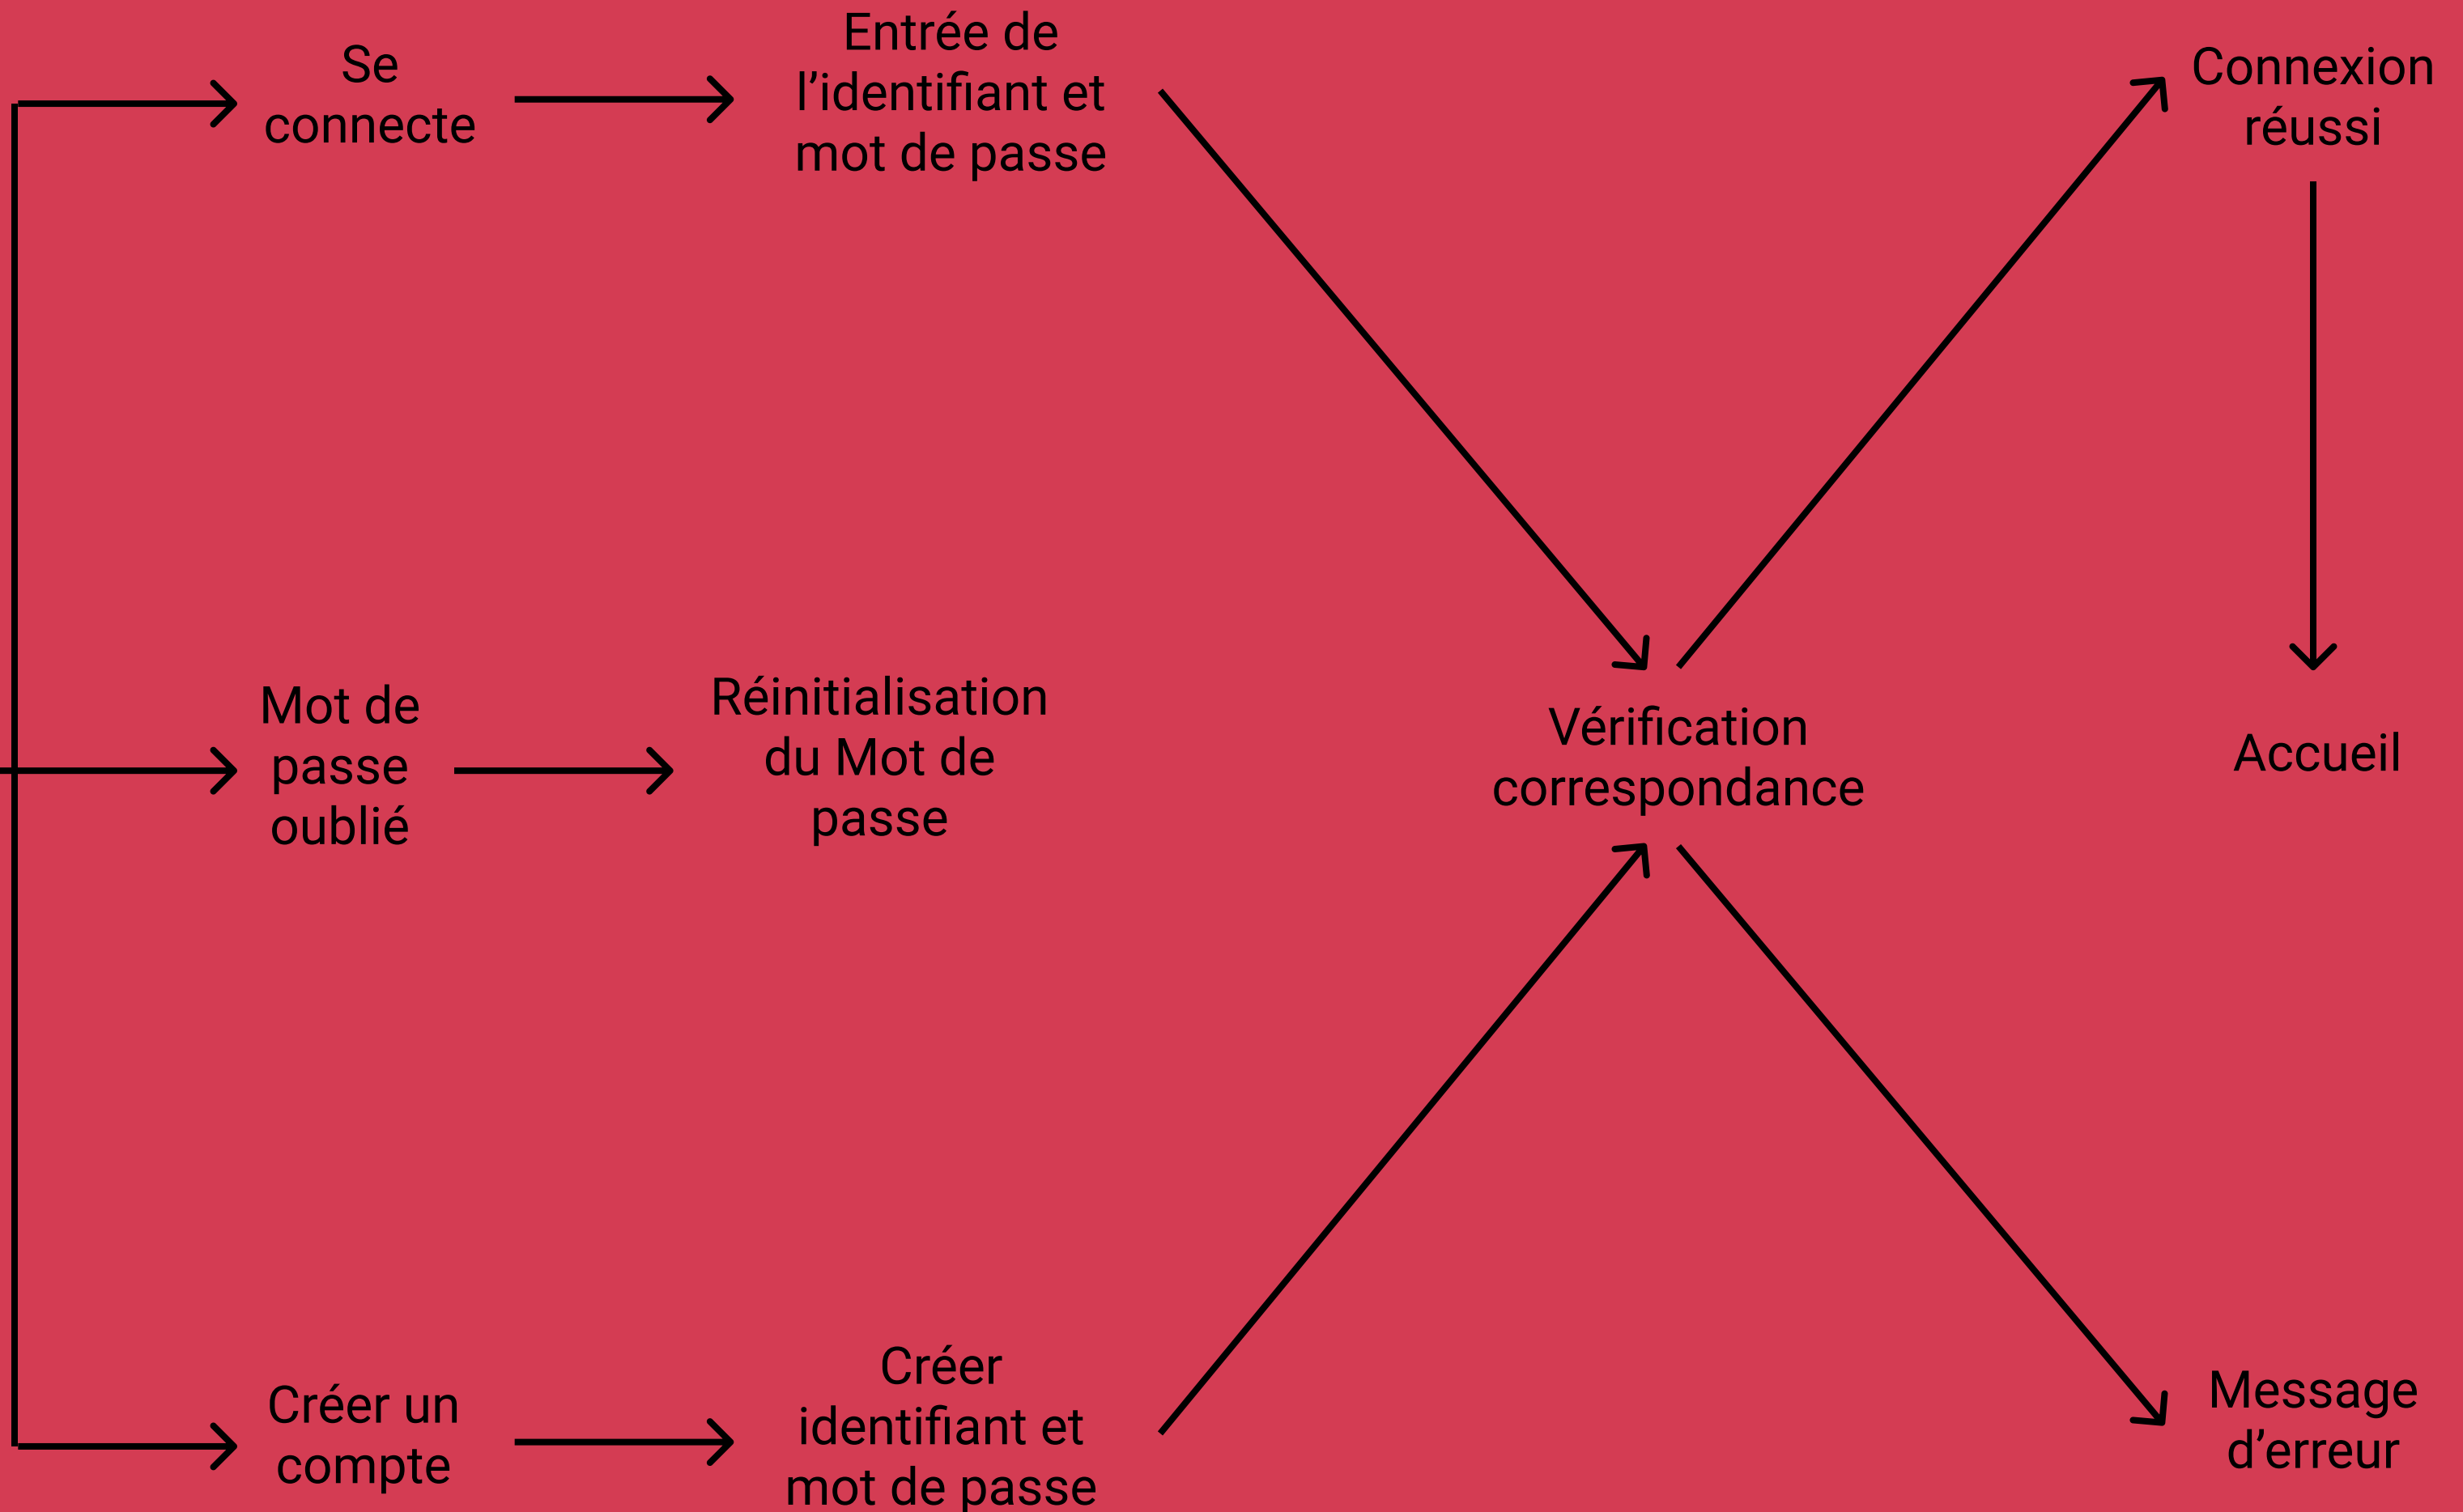 Se
connecte
Entrée de
l’identifiant et
mot de passe
Connexion
réussi
Mot de
passe
oublié
Réinitialisation
du Mot de
passe
Vérification
correspondance
Accueil
Créer un
compte
Créer
identifiant et
mot de passe
Message
d’erreur